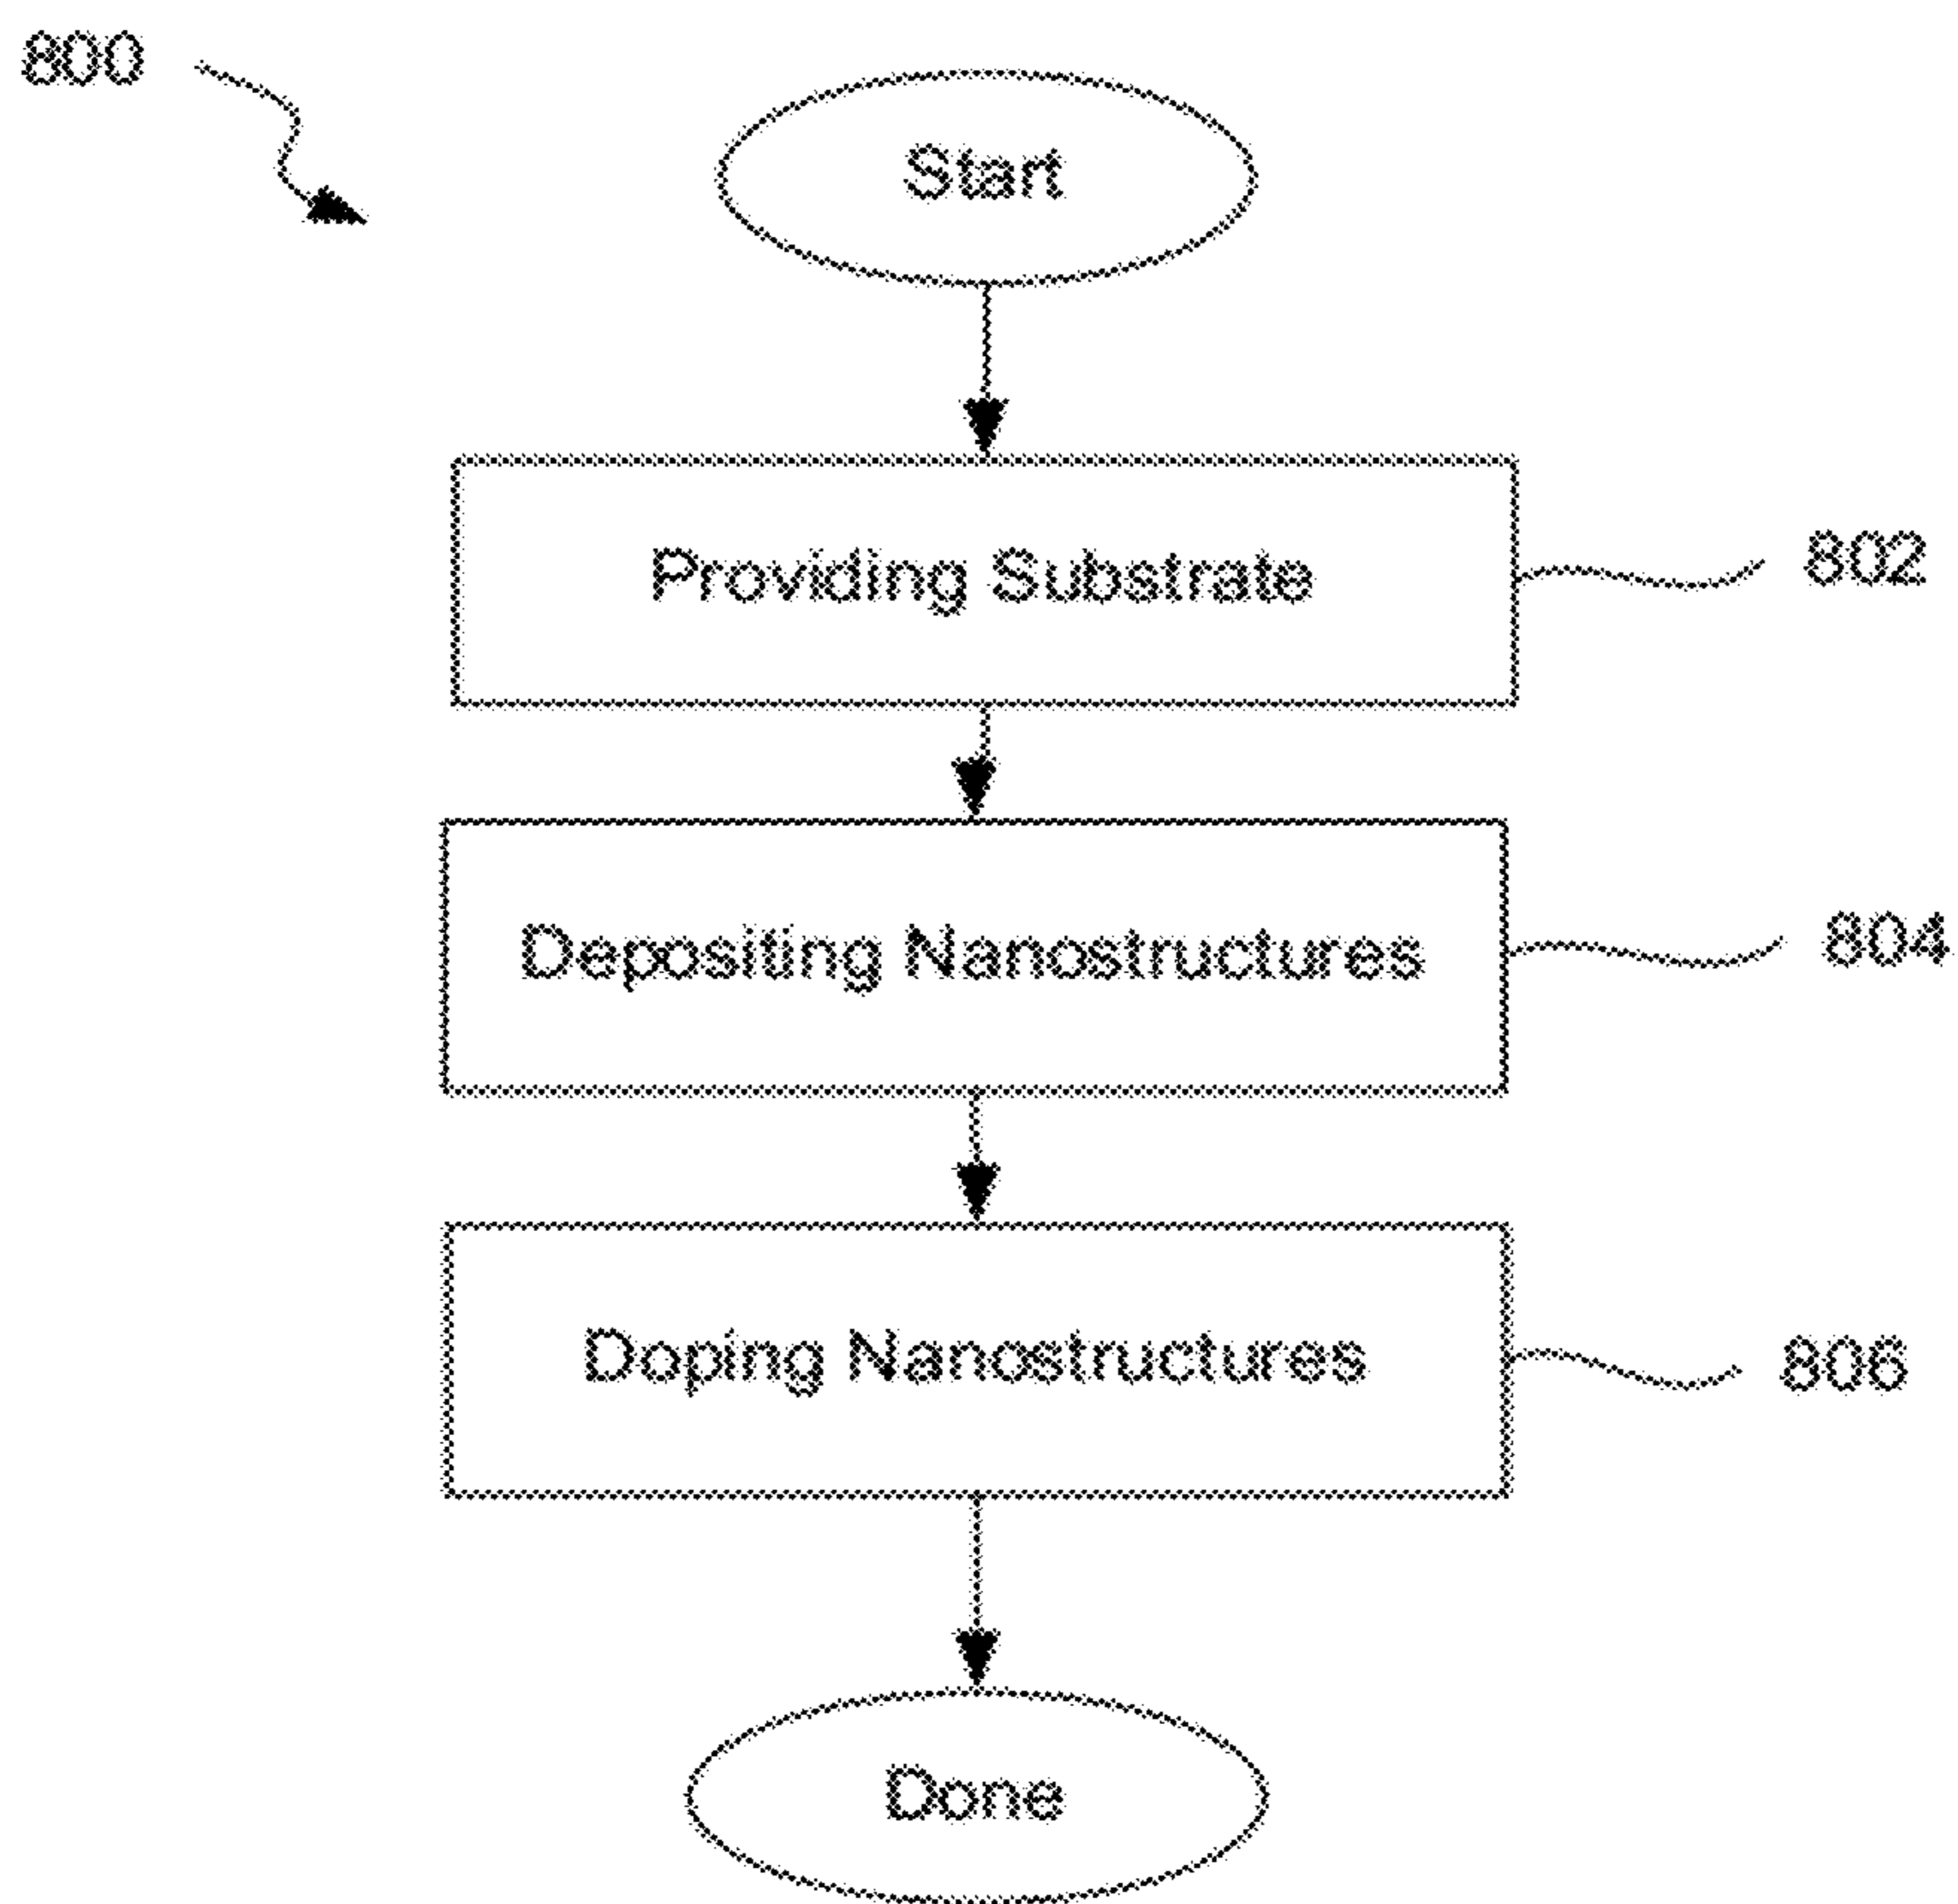 800
Start
Providing Substrate
802
Depositing Nanostructures
804
Doping Nanostructures
806
Done